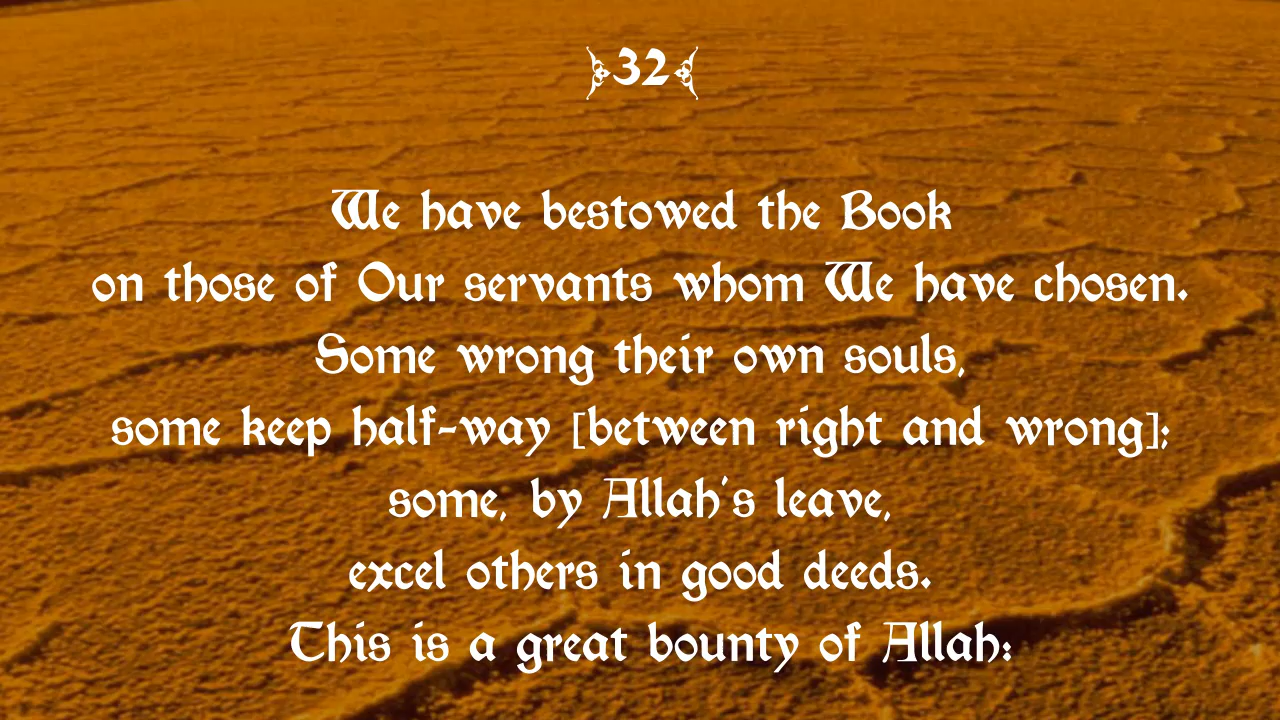 32
We have bestowed the Book
on those of Our servants whom We have chosen.
Some wrong their own souls,
some keep half-way [between right and wrong];
some, by Allah's leave,
excel others in good deeds.
This is a great bounty of Allah: